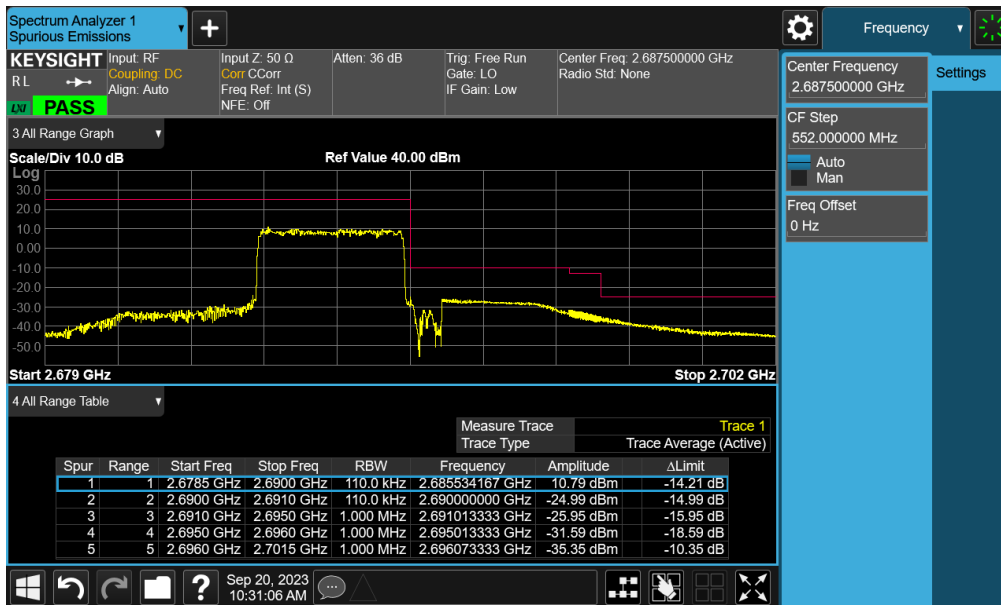 Spectrum Analyzer 1
Spurious Emissions
+
Frequency
KEYSIGHT Input: RF Input Z: 50 Ω Atten: 36 dB Trig: Free Run Center Freq: 2.687500000 GHz
R L Coupling: DC Corr CCorr Gate: LO Radio Std: None
Align: Auto Freq Ref: Int (S) IF Gain: Low
LXI PASS NFE: Off
Center Frequency
2.687500000 GHz
Settings
CF Step
552.000000 MHz
Auto
Man
Freq Offset
0 Hz
3 All Range Graph
Scale/Div 10.0 dB Ref Value 40.00 dBm
Log
30.0
20.0
10.0
0.00
-10.0
-20.0
-30.0
-40.0
-50.0
Start 2.679 GHz Stop 2.702 GHz
4 All Range Table
Measure Trace Trace 1
Trace Type Trace Average (Active)
Spur Range Start Freq Stop Freq RBW Frequency Amplitude ΔLimit
1 1 2.6785 GHz 2.6900 GHz 110.0 kHz 2.685534167 GHz 10.79 dBm -14.21 dB
2 2 2.6900 GHz 2.6910 GHz 110.0 kHz 2.690000000 GHz -24.99 dBm -14.99 dB
3 3 2.6910 GHz 2.6950 GHz 1.000 MHz 2.691013333 GHz -25.95 dBm -15.95 dB
4 4 2.6950 GHz 2.6960 GHz 1.000 MHz 2.695013333 GHz -31.59 dBm -18.59 dB
5 5 2.6960 GHz 2.7015 GHz 1.000 MHz 2.696073333 GHz -35.35 dBm -10.35 dB
? Sep 20, 2023
10:31:06 AM